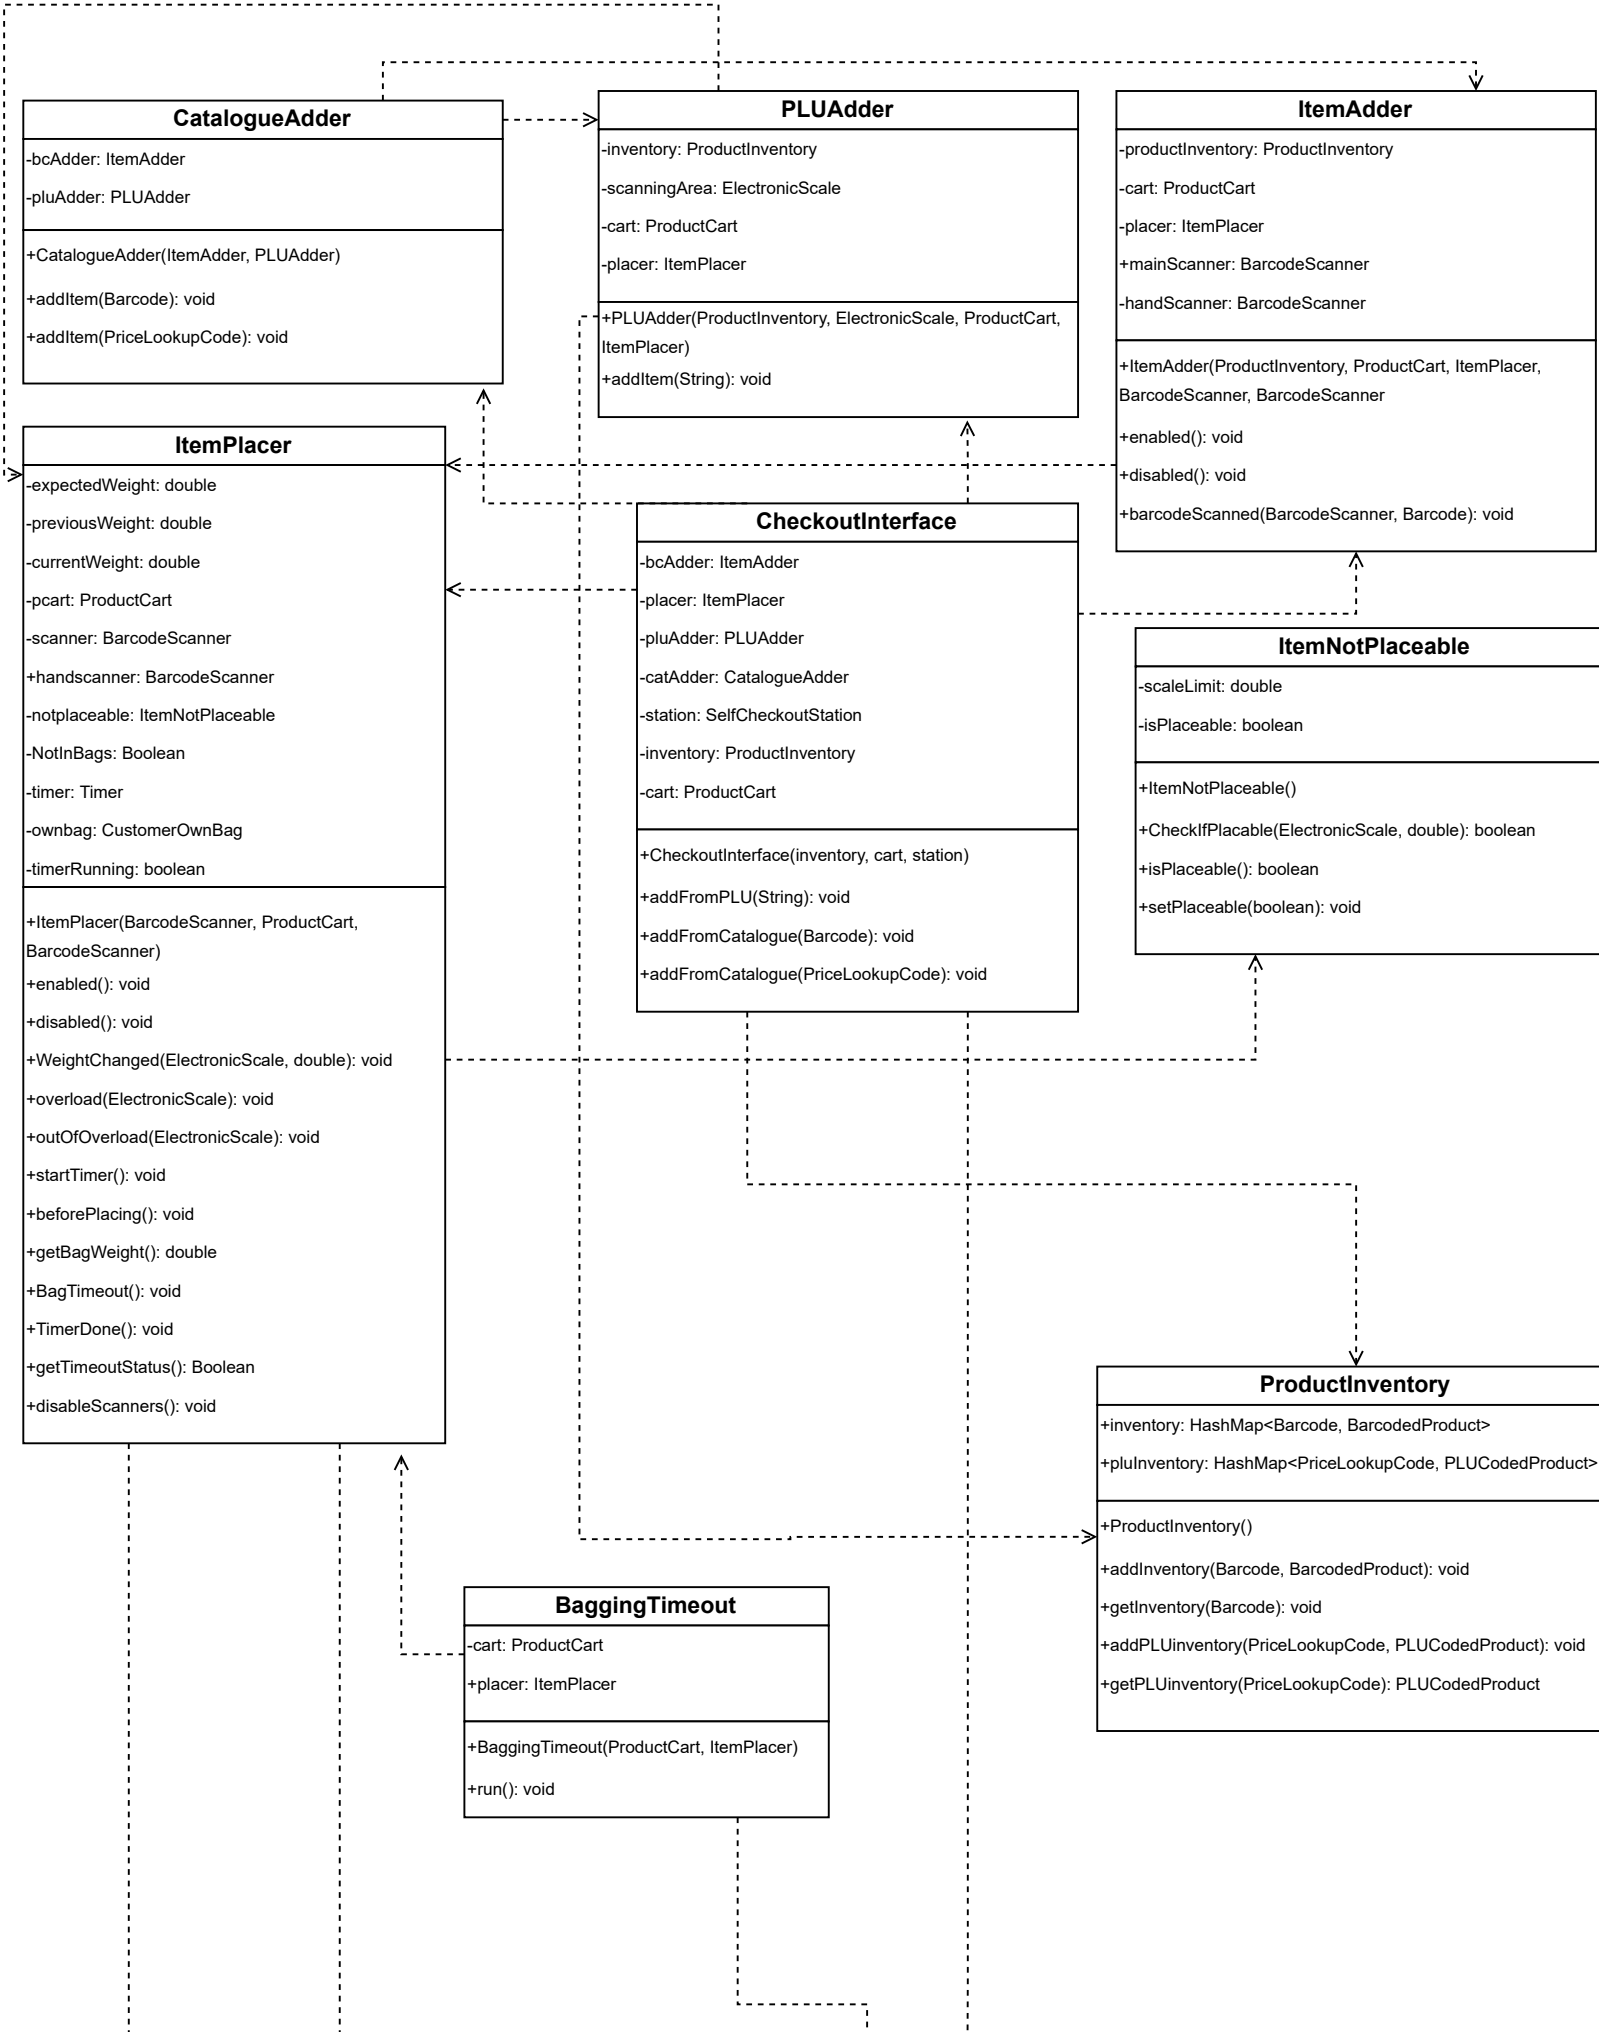 CatalogueAdder
-bcAdder: ItemAdder
-pluAdder: PLUAdder
+CatalogueAdder(ItemAdder, PLUAdder)
+addItem(Barcode): void
+addItem(PriceLookupCode): void
PLUAdder
-inventory: ProductInventory
-scanningArea: ElectronicScale
-cart: ProductCart
-placer: ItemPlacer
+PLUAdder(ProductInventory, ElectronicScale, ProductCart,
ItemPlacer)
+addItem(String): void
ItemAdder
-productInventory: ProductInventory
-cart: ProductCart
-placer: ItemPlacer
+mainScanner: BarcodeScanner
-handScanner: BarcodeScanner
+ItemAdder(ProductInventory, ProductCart, ItemPlacer,
BarcodeScanner, BarcodeScanner
+enabled(): void
+disabled(): void
+barcodeScanned(BarcodeScanner, Barcode): void
ItemPlacer
-expectedWeight: double
-previousWeight: double
-currentWeight: double
-pcart: ProductCart
-scanner: BarcodeScanner
+handscanner: BarcodeScanner
-notplaceable: ItemNotPlaceable
-NotInBags: Boolean
-timer: Timer
-ownbag: CustomerOwnBag
-timerRunning: boolean
+ItemPlacer(BarcodeScanner, ProductCart,
BarcodeScanner)
+enabled(): void
+disabled(): void
+WeightChanged(ElectronicScale, double): void
+overload(ElectronicScale): void
+outOfOverload(ElectronicScale): void
+startTimer(): void
+beforePlacing(): void
+getBagWeight(): double
+BagTimeout(): void
+TimerDone(): void
+getTimeoutStatus(): Boolean
+disableScanners(): void
CheckoutInterface
-bcAdder: ItemAdder
-placer: ItemPlacer
-pluAdder: PLUAdder
-catAdder: CatalogueAdder
-station: SelfCheckoutStation
-inventory: ProductInventory
-cart: ProductCart
+CheckoutInterface(inventory, cart, station)
+addFromPLU(String): void
+addFromCatalogue(Barcode): void
+addFromCatalogue(PriceLookupCode): void
ItemNotPlaceable
-scaleLimit: double
-isPlaceable: boolean
+ItemNotPlaceable()
+CheckIfPlacable(ElectronicScale, double): boolean
+isPlaceable(): boolean
+setPlaceable(boolean): void
ProductInventory
+inventory: HashMap<Barcode, BarcodedProduct>
+pluInventory: HashMap<PriceLookupCode, PLUCodedProduct>
+ProductInventory()
+addInventory(Barcode, BarcodedProduct): void
+getInventory(Barcode): void
+addPLUinventory(PriceLookupCode, PLUCodedProduct): void
+getPLUinventory(PriceLookupCode): PLUCodedProduct
BaggingTimeout
-cart: ProductCart
+placer: ItemPlacer
+BaggingTimeout(ProductCart, ItemPlacer)
+run(): void